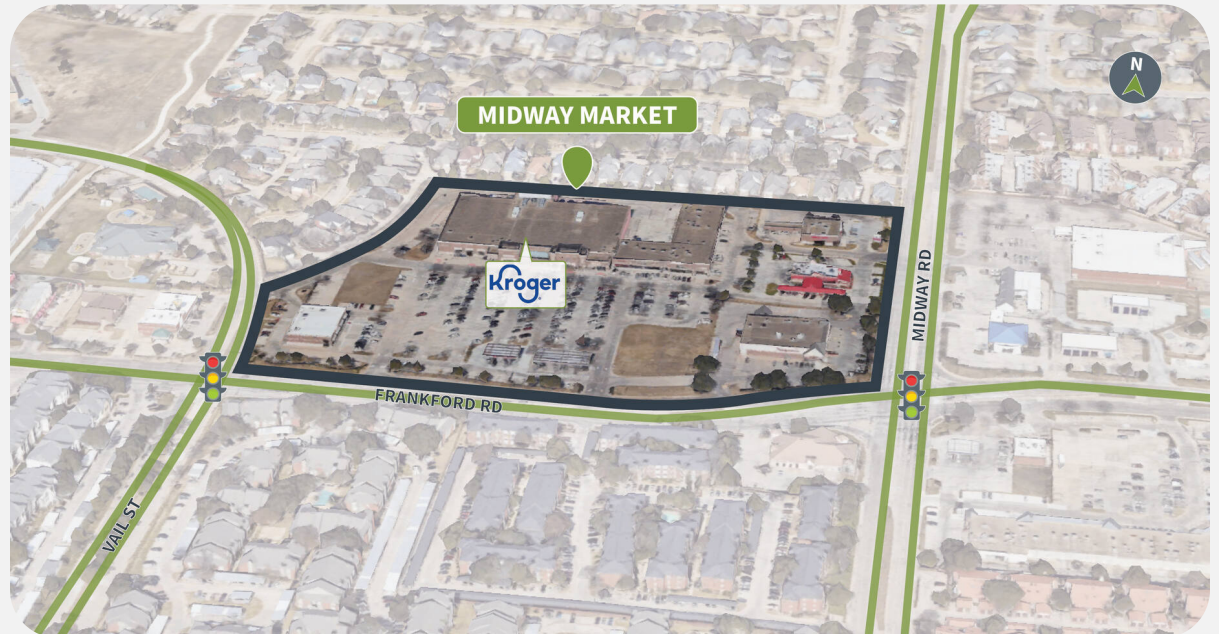 N
MIDWAY MARKET
Kroger
MIDWAY RD
FRANKFORD RD
VAIL ST